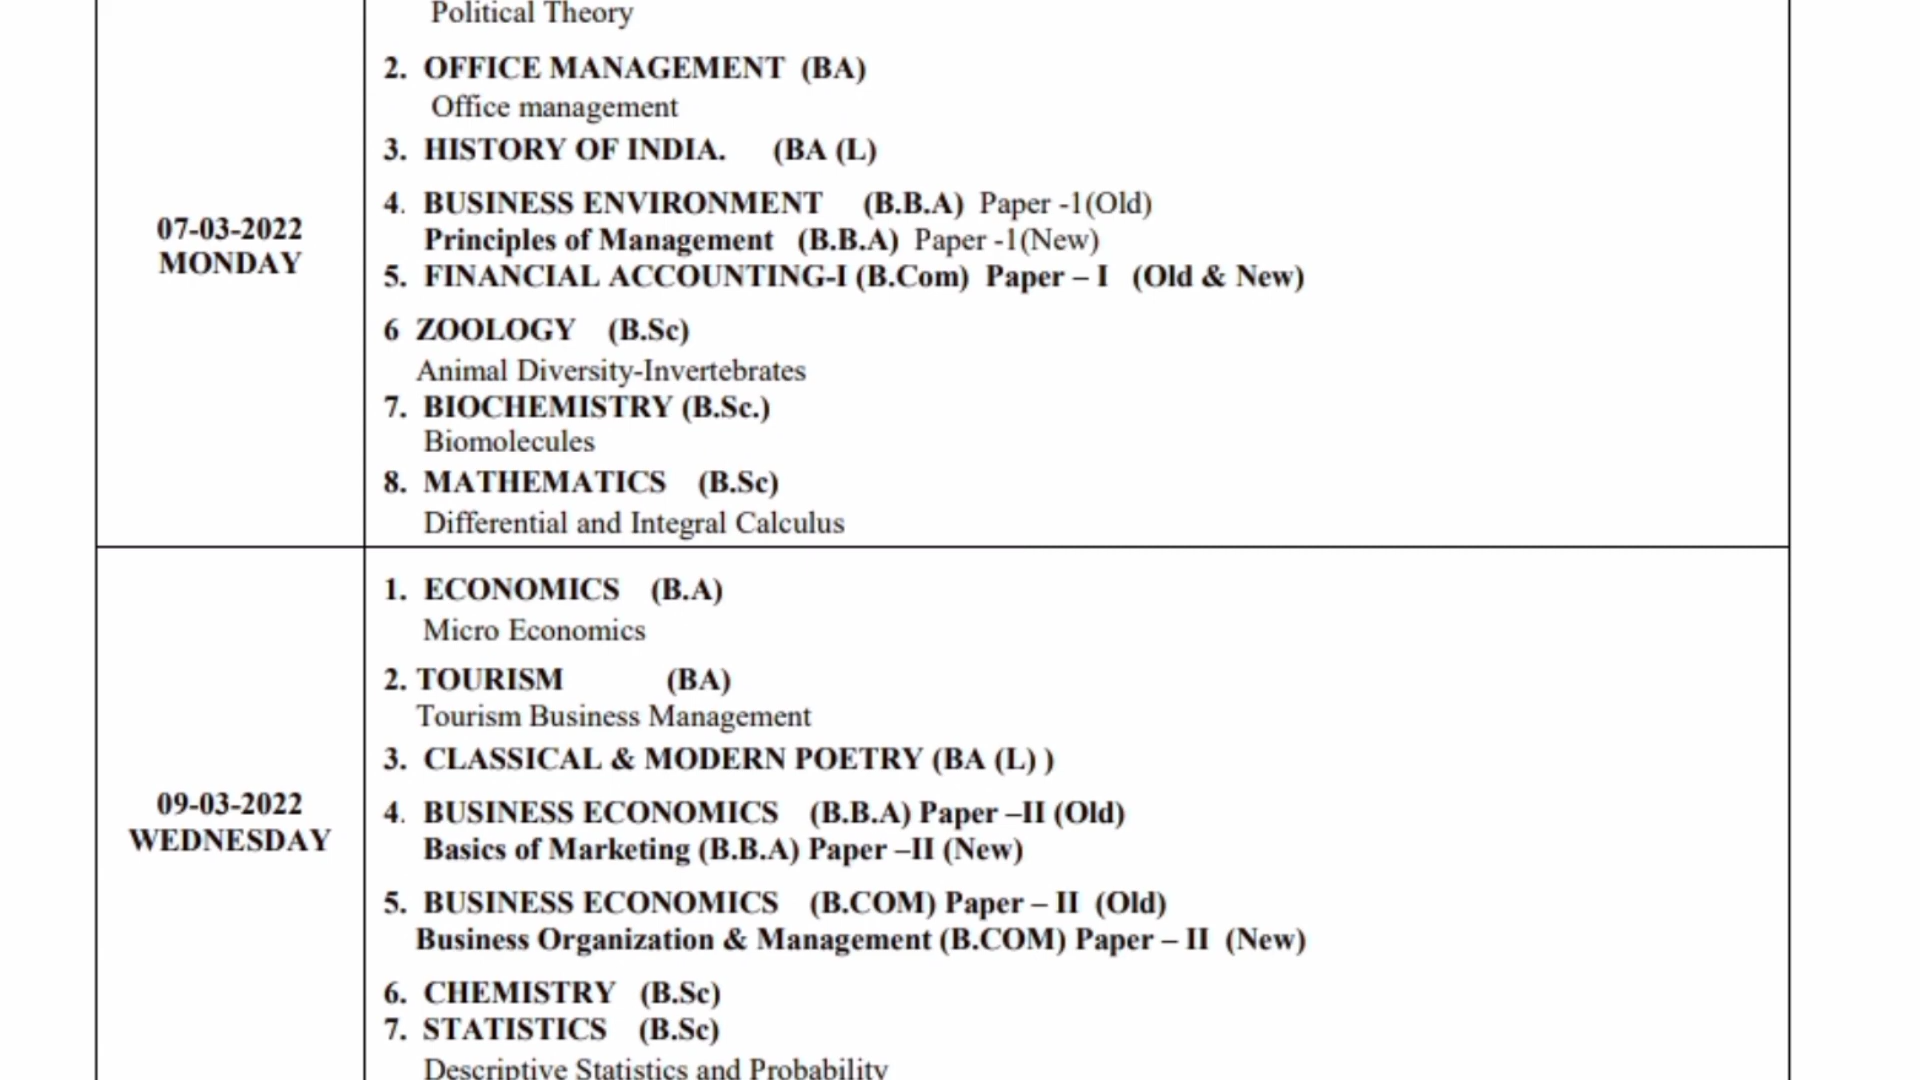 Political Theory
2. OFFICE MANAGEMENT (BA)
Office management
3. HISTORY OF INDIA. (BA (L)
4. BUSINESS ENVIRONMENT (B.B.A) Paper -1(Old)
Principles of Management (B.B.A) Paper -1(New)
5. FINANCIAL ACCOUNTING-I (B.Com) Paper – I (Old & New)
6 ZOOLOGY (B.Sc)
Animal Diversity-Invertebrates
7. BIOCHEMISTRY (B.Sc.)
Biomolecules
8. MATHEMATICS (B.Sc)
Differential and Integral Calculus
07-03-2022
MONDAY
1. ECONOMICS (B.A)
Micro Economics
2. TOURISM (BA)
Tourism Business Management
3. CLASSICAL & MODERN POETRY (BA (L) )
4. BUSINESS ECONOMICS (B.B.A) Paper –II (Old)
Basics of Marketing (B.B.A) Paper –II (New)
5. BUSINESS ECONOMICS (B.COM) Paper – II (Old)
Business Organization & Management (B.COM) Paper – II (New)
6. CHEMISTRY (B.Sc)
7. STATISTICS (B.Sc)
Descriptive Statistics and Probability
09-03-2022
WEDNESDAY